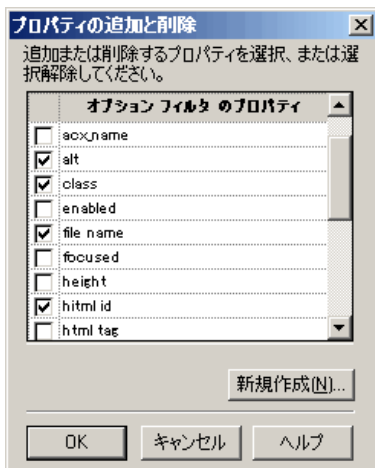 プロパティの追加と削除
追加または削除するプロパティを選択、または選
択解除してください。
オプション フィルタ のプロパティ
acx_name
alt
class
enabled
file name
focused
height
hitml id
html tag
新規作成(N)...
OK
キャンセル
ヘルプ